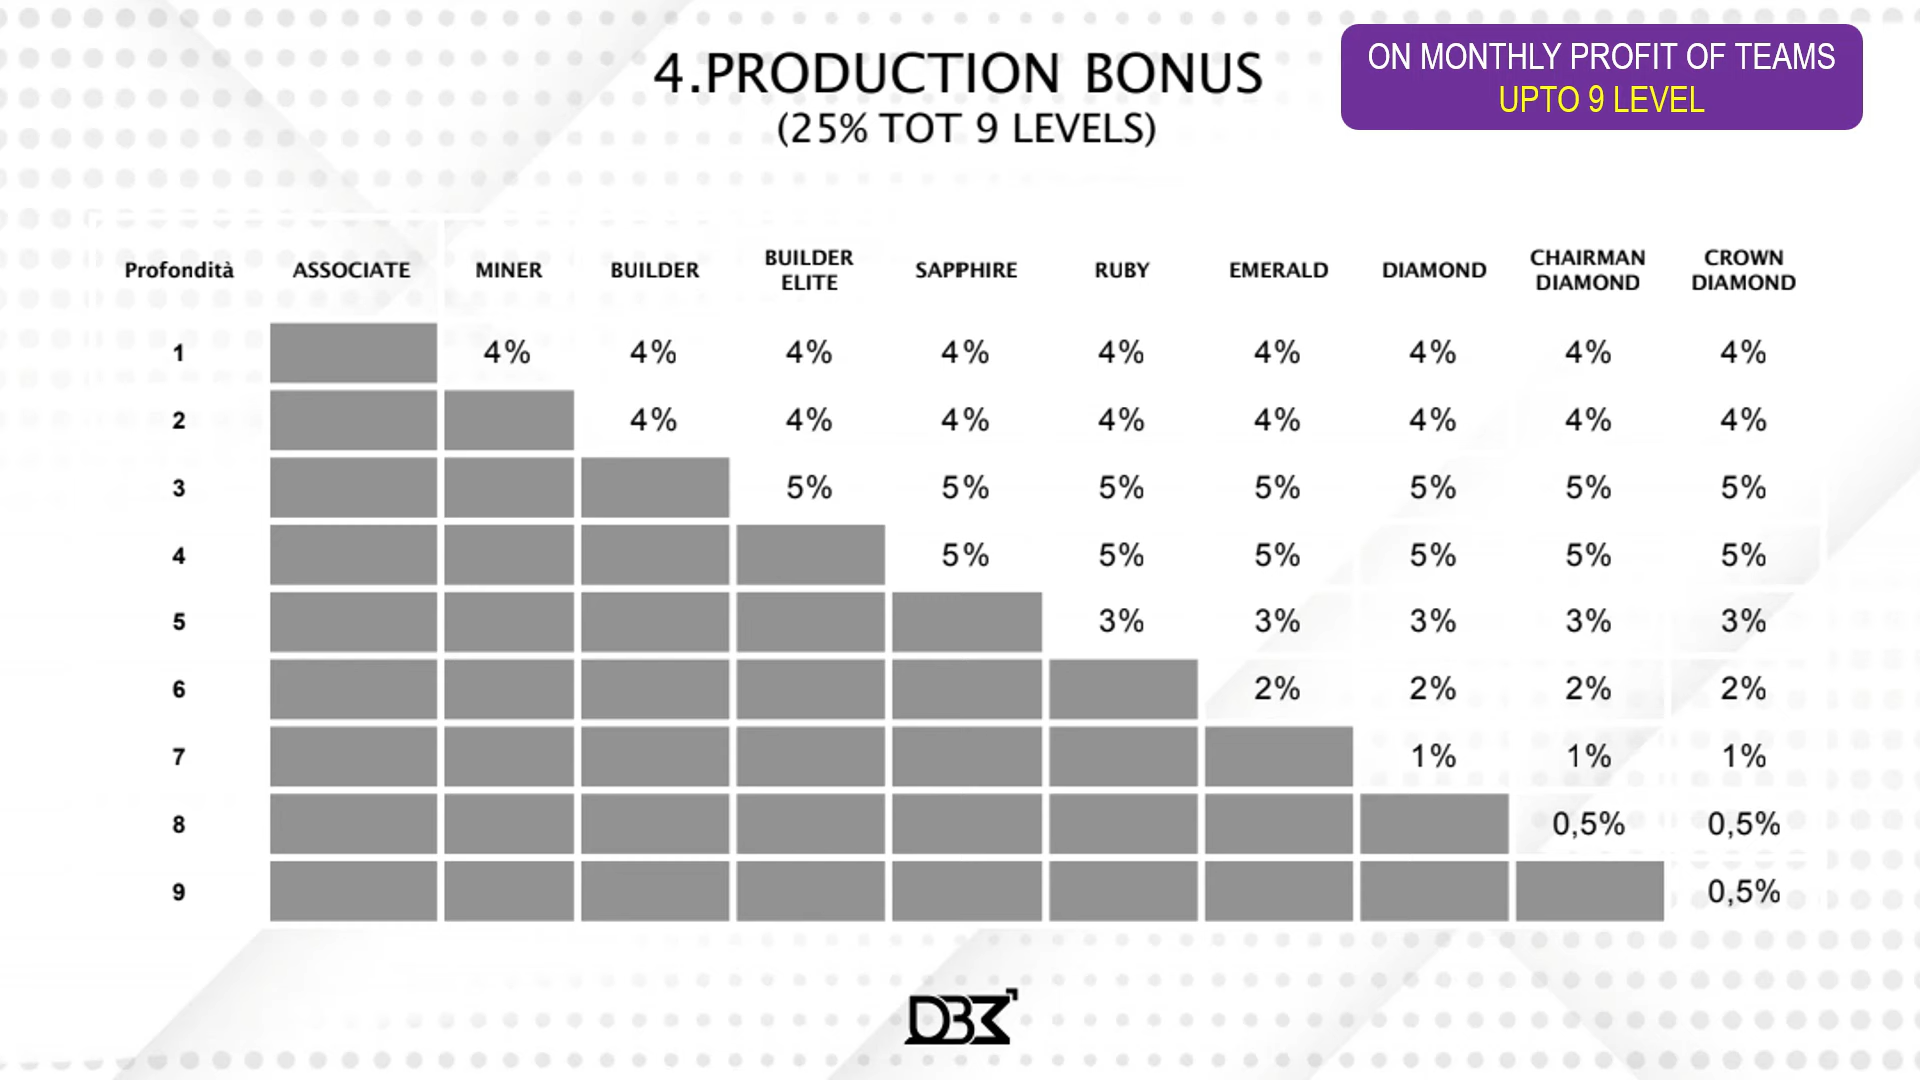 4.PRODUCTION BONUS
(25% TOT 9 LEVELS)
ON MONTHLY PROFIT OF TEAMS
UPTO 9 LEVEL
Profondità ASSOCIATE MINER BUILDER BUILDER ELITE SAPPHIRE RUBY EMERALD DIAMOND CHAIRMAN DIAMOND CROWN DIAMOND
1 4% 4% 4% 4% 4% 4% 4% 4% 4%
2 4% 4% 4% 4% 4% 4% 4% 4%
3 5% 5% 5% 5% 5% 5% 5%
4 5% 5% 5% 5% 5% 5%
5 3% 3% 3% 3% 3%
6 2% 2% 2% 2%
7 1% 1% 1%
8 0,5% 0,5%
9 0,5%